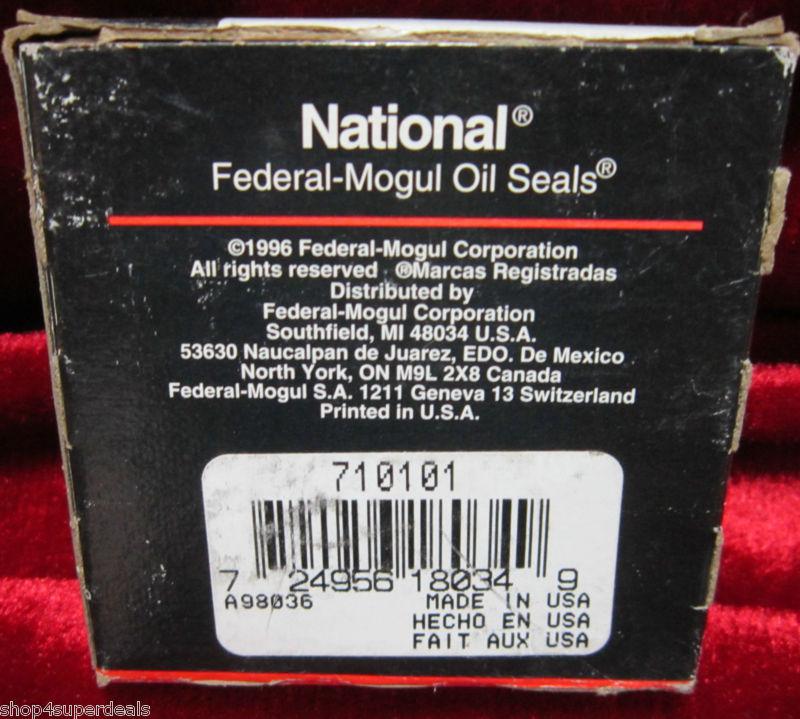 National®
Federal-Mogul Oil Seals®
©1996 Federal-Mogul Corporation
All rights reserved ®Marcas Registradas
Distributed by
Federal-Mogul Corporation
Southfield, MI 48034 U.S.A.
53630 Naucalpan de Juarez, EDO. De Mexico
North York, ON M9L 2X8 Canada
Federal-Mogul S.A. 1211 Geneva 13 Switzerland
Printed in U.S.A.
710101
7 24956 18034 9
A98036 MADE IN USA
HECHO EN USA
FAIT AUX USA
shop4superdeals